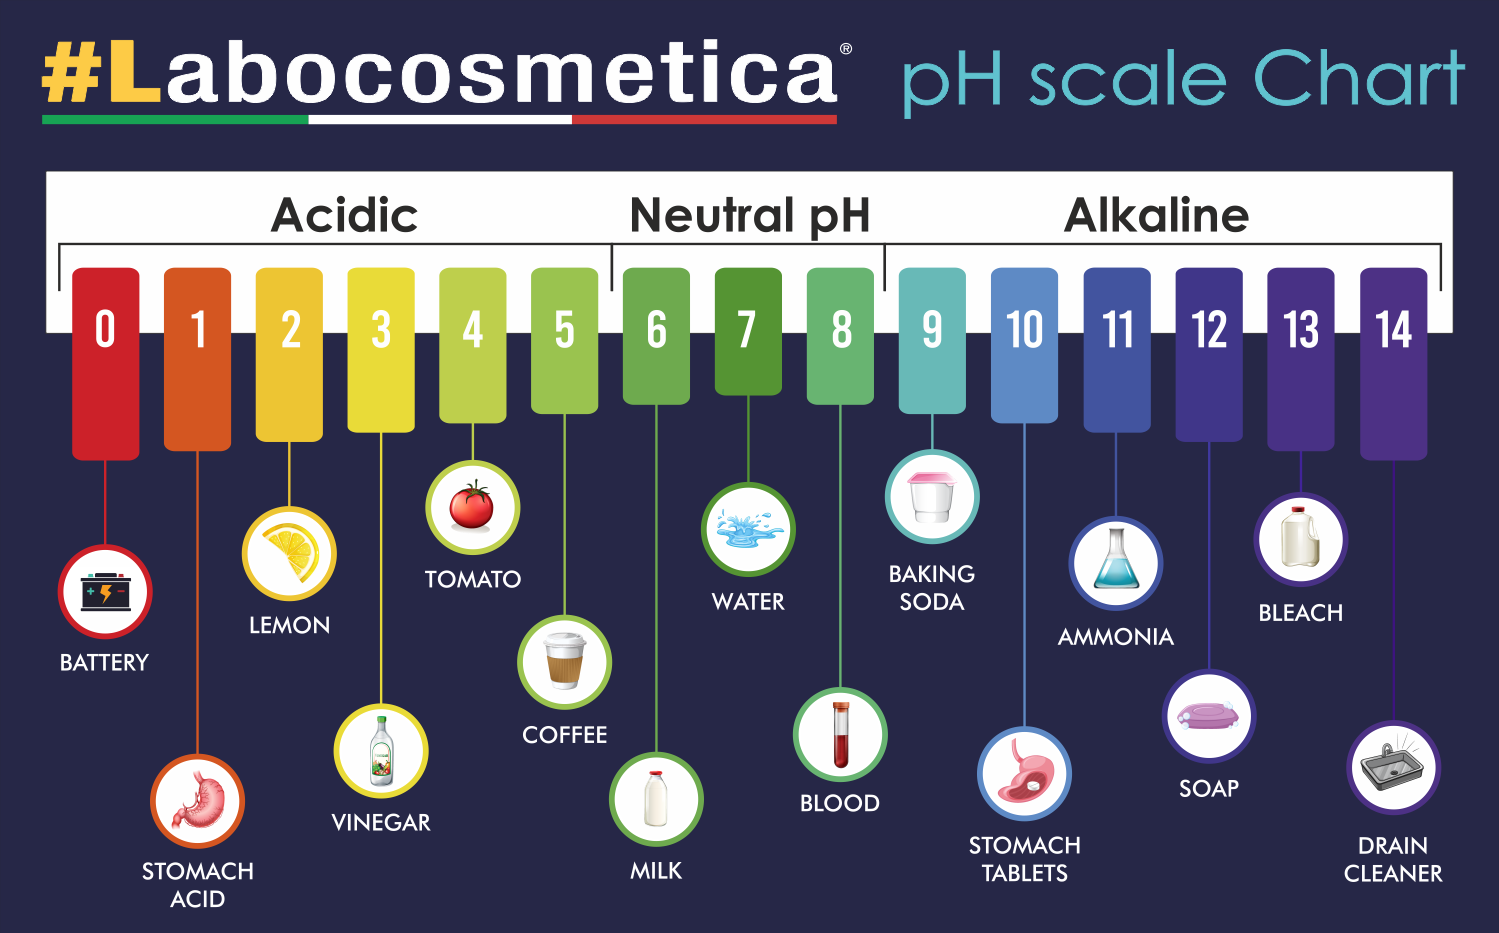 #Labocosmetica® pH scale Chart
Acidic Neutral pH Alkaline
0 1 2 3 4 5 6 7 8 9 10 11 12 13 14
BATTERY
STOMACH
ACID
LEMON
VINEGAR
TOMATO
COFFEE
MILK
WATER
BLOOD
BAKING
SODA
STOMACH
TABLETS
AMMONIA
SOAP
BLEACH
DRAIN
CLEANER